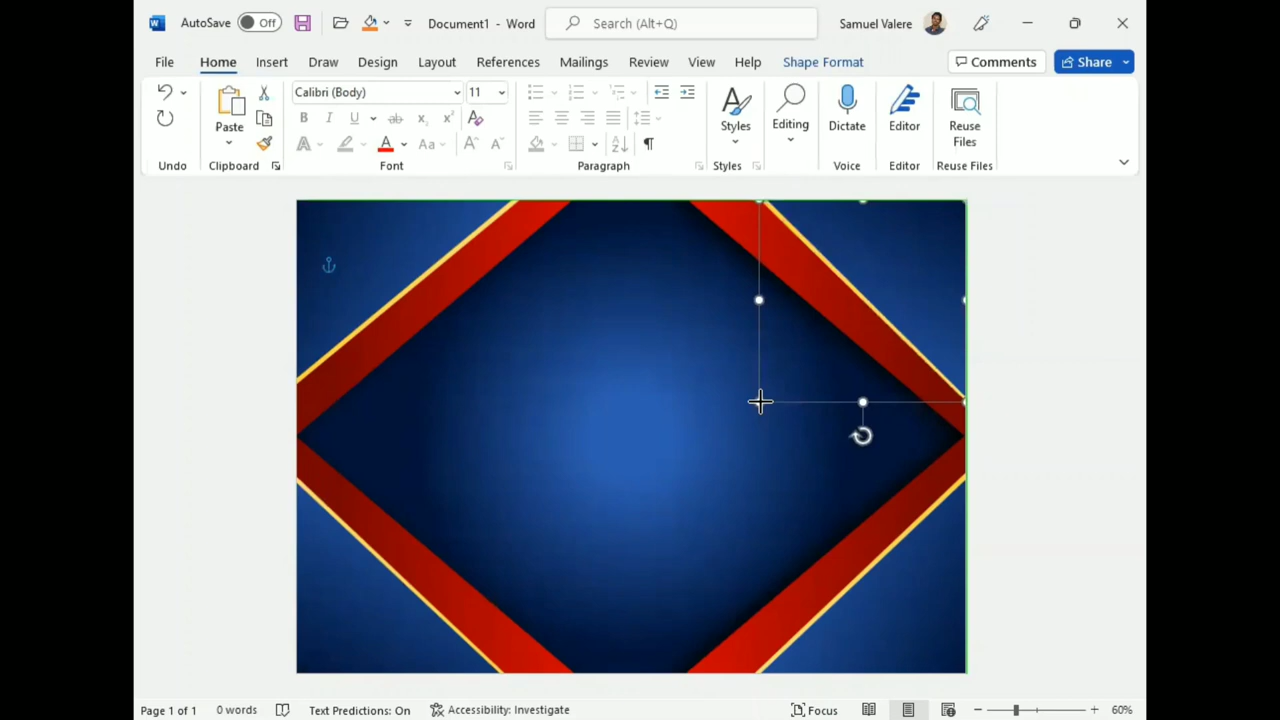 AutoSave Off Document1 - Word Search (Alt+Q) Samuel Valere
File Home Insert Draw Design Layout References Mailings Review View Help Shape Format Comments Share
Calibri (Body) 11
Paste Styles Editing Dictate Editor Reuse Files
Undo Clipboard Font Paragraph Styles Voice Editor Reuse Files
Page 1 of 1 0 words Text Predictions: On Accessibility: Investigate Focus 60%